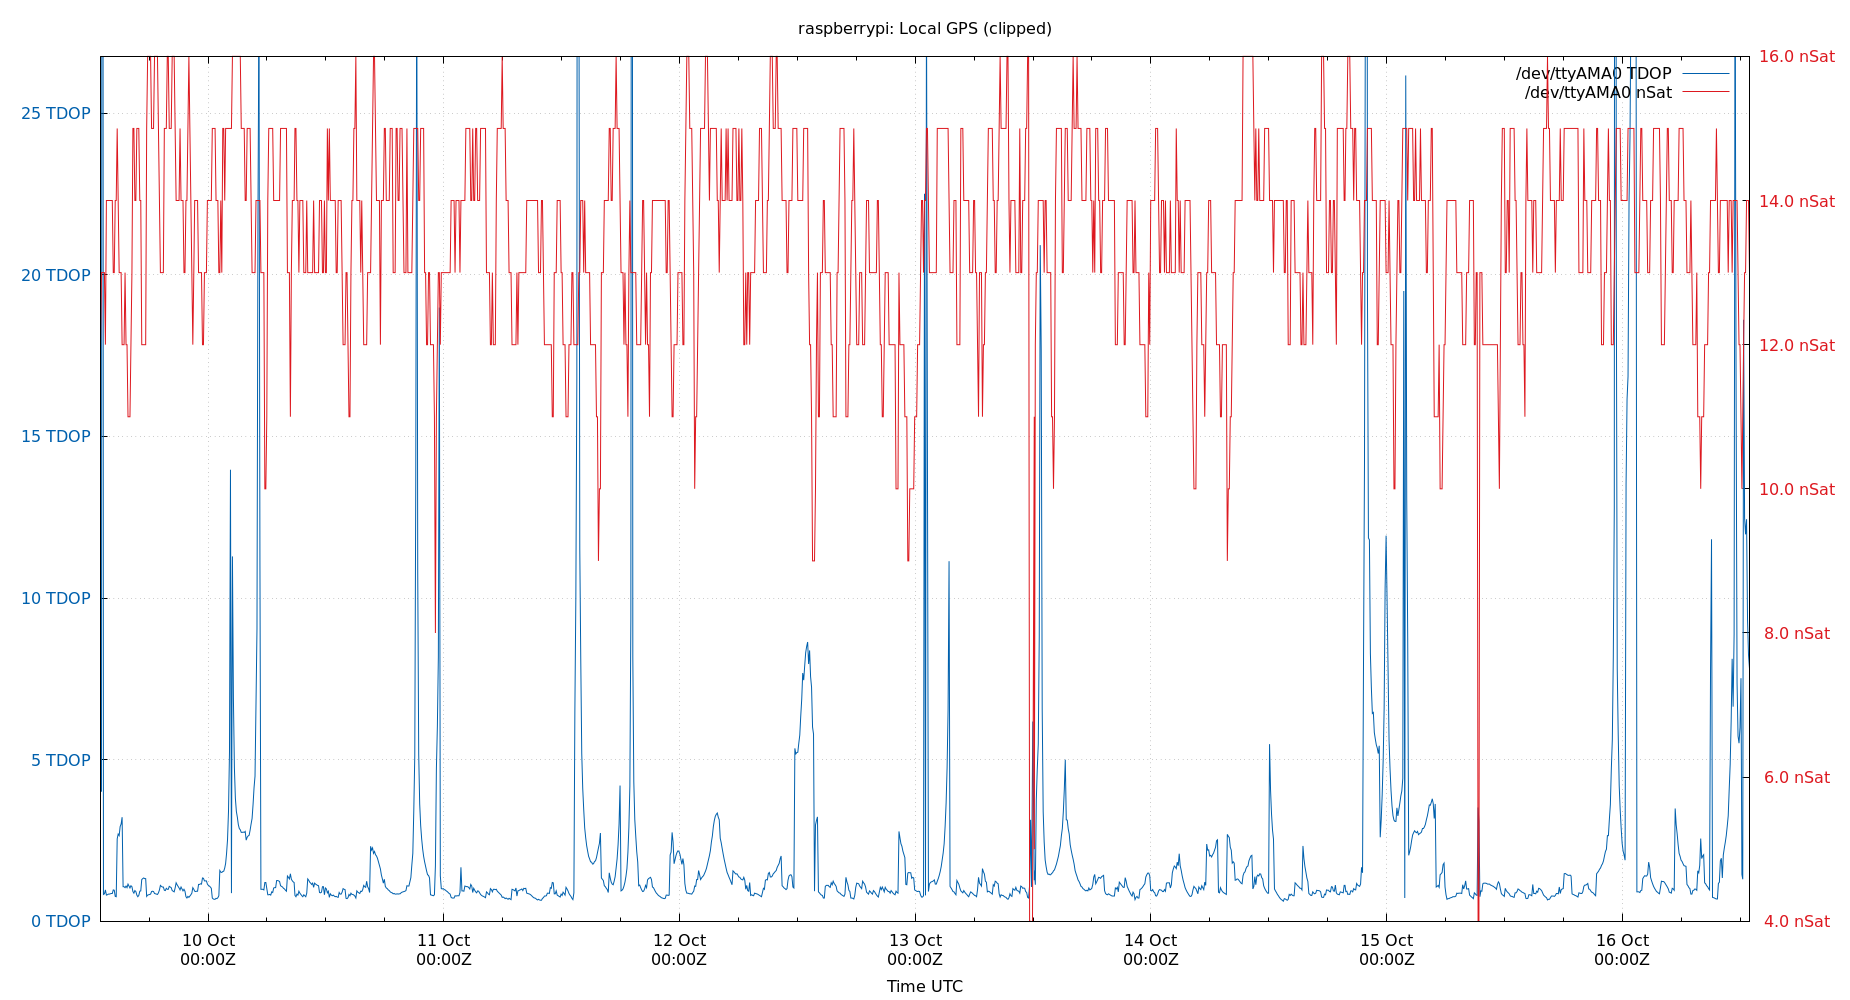 raspberrypi: Local GPS (clipped)
/dev/ttyAMA0 TDOP
/dev/ttyAMA0 nSat
25 TDOP
20 TDOP
15 TDOP
10 TDOP
5 TDOP
0 TDOP
16.0 nSat
14.0 nSat
12.0 nSat
10.0 nSat
8.0 nSat
6.0 nSat
4.0 nSat
10 Oct
00:00Z
11 Oct
00:00Z
12 Oct
00:00Z
13 Oct
00:00Z
14 Oct
00:00Z
15 Oct
00:00Z
16 Oct
00:00Z
Time UTC